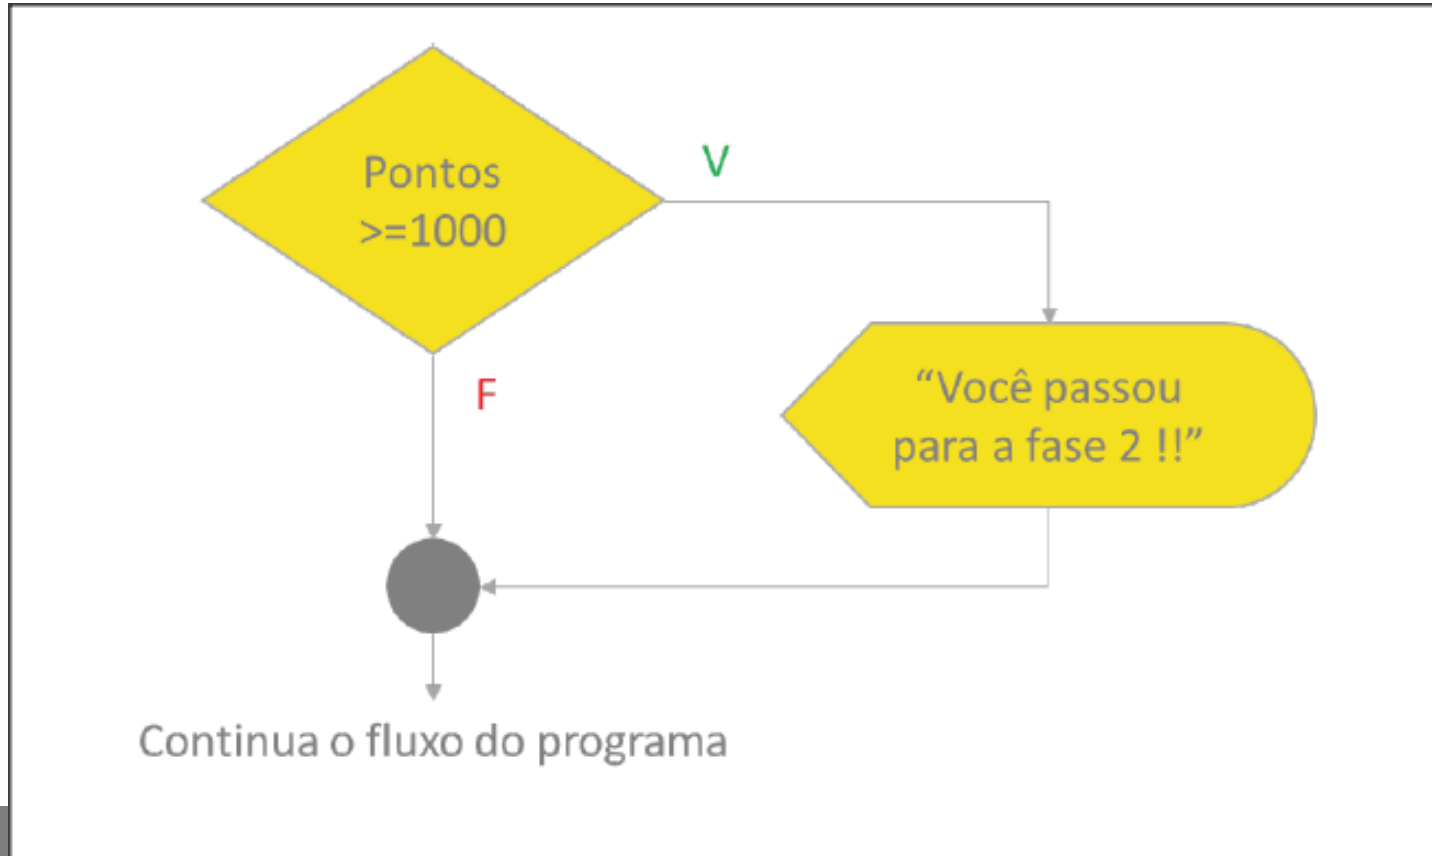 Pontos
>=1000
V
F
“Você passou
para a fase 2 !!”
Continua o fluxo do programa